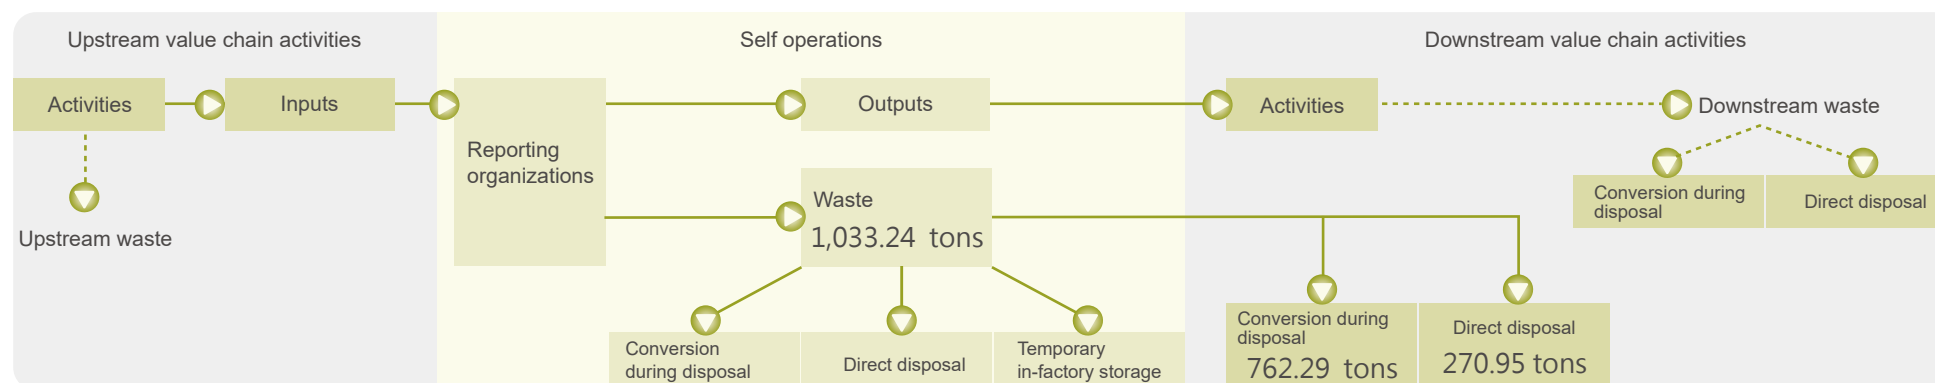 Upstream value chain activities
Self operations
Downstream value chain activities
Activities
Inputs
Reporting
organizations
Outputs
Activities
Downstream waste
Conversion during
disposal
Direct disposal
Upstream waste
Waste
1,033.24 tons
Conversion
during disposal
Direct disposal
Temporary
in-factory storage
Conversion during
disposal
762.29 tons
Direct disposal
270.95 tons